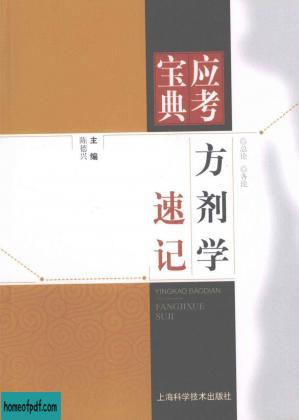 应考
宝典
方剂学
速记
主编
陈德兴
总论
各论
YINGKAO BAODIAN
FANGJIXUE
SUJI
上海科学技术出版社
homeofpdf.com